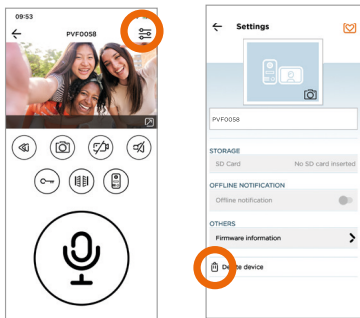 09:53
PVF0058
Settings
PVF0058
STORAGE
SD Card No SD card inserted
OFFLINE NOTIFICATION
Offline notification
OTHERS
Firmware information
Delete device